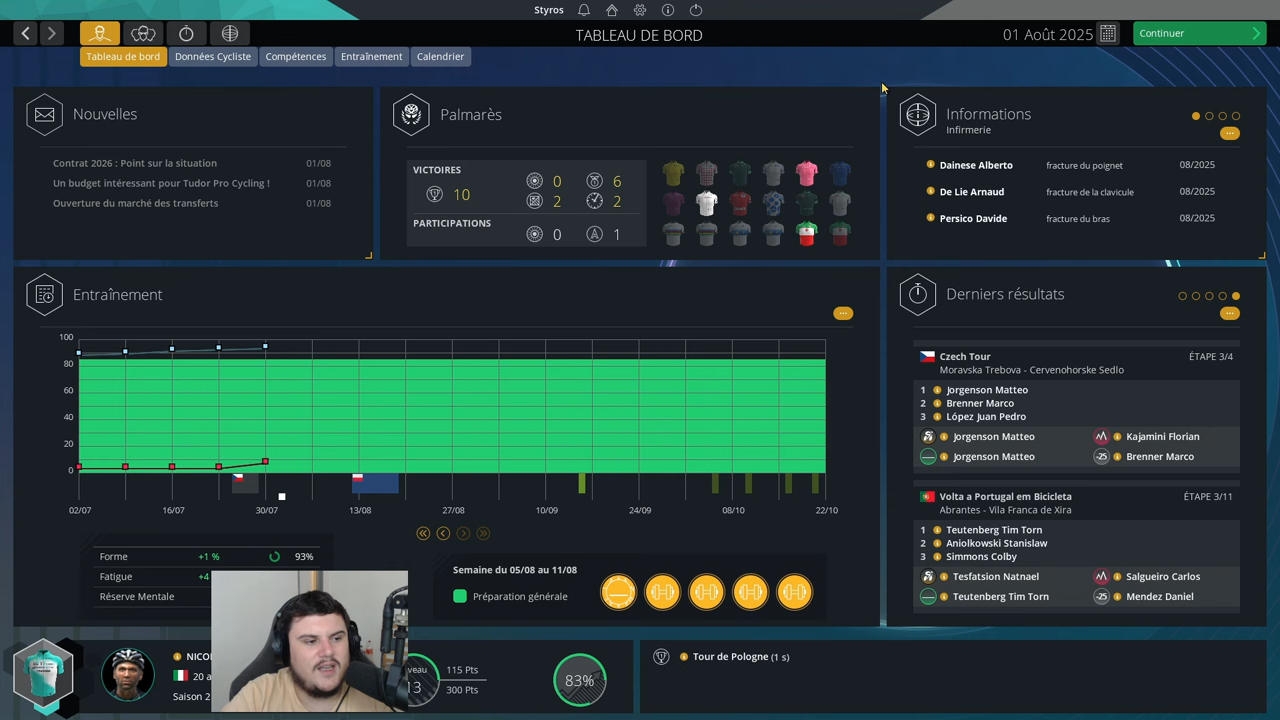 Styros
TABLEAU DE BORD
01 Août 2025
Continuer
Tableau de bord
Données Cycliste
Compétences
Entraînement
Calendrier
Nouvelles
Contrat 2026 : Point sur la situation 01/08
Un budget intéressant pour Tudor Pro Cycling ! 01/08
Ouverture du marché des transferts 01/08
Palmarès
VICTOIRES
10
0 6
2 2
PARTICIPATIONS
0 1
Informations
Infirmerie
Dainese Alberto fracture du poignet 08/2025
De Lie Arnaud fracture de la clavicule 08/2025
Persico Davide fracture du bras 08/2025
Entraînement
100
80
60
40
20
0
02/07 16/07 30/07 13/08 27/08 10/09 24/09 08/10 22/10
Forme +1 % 93%
Fatigue +4
Réserve Mentale
Semaine du 05/08 au 11/08
Préparation générale
Derniers résultats
Czech Tour ÉTAPE 3/4
Moravska Trebova - Cervenohorske Sedlo
1 Jorgenson Matteo
2 Brenner Marco
3 López Juan Pedro
Jorgenson Matteo Kajamini Florian
Jorgenson Matteo -25 Brenner Marco
Volta a Portugal em Bicicleta ÉTAPE 3/11
Abrantes - Vila Franca de Xira
1 Teutenberg Tim Torn
2 Aniolkowski Stanislaw
3 Simmons Colby
Tesfatsion Natnael Salgueiro Carlos
Teutenberg Tim Torn -25 Mendez Daniel
NICO
20 a
Saison 2
veau
13
115 Pts
300 Pts
83%
Tour de Pologne (1 s)